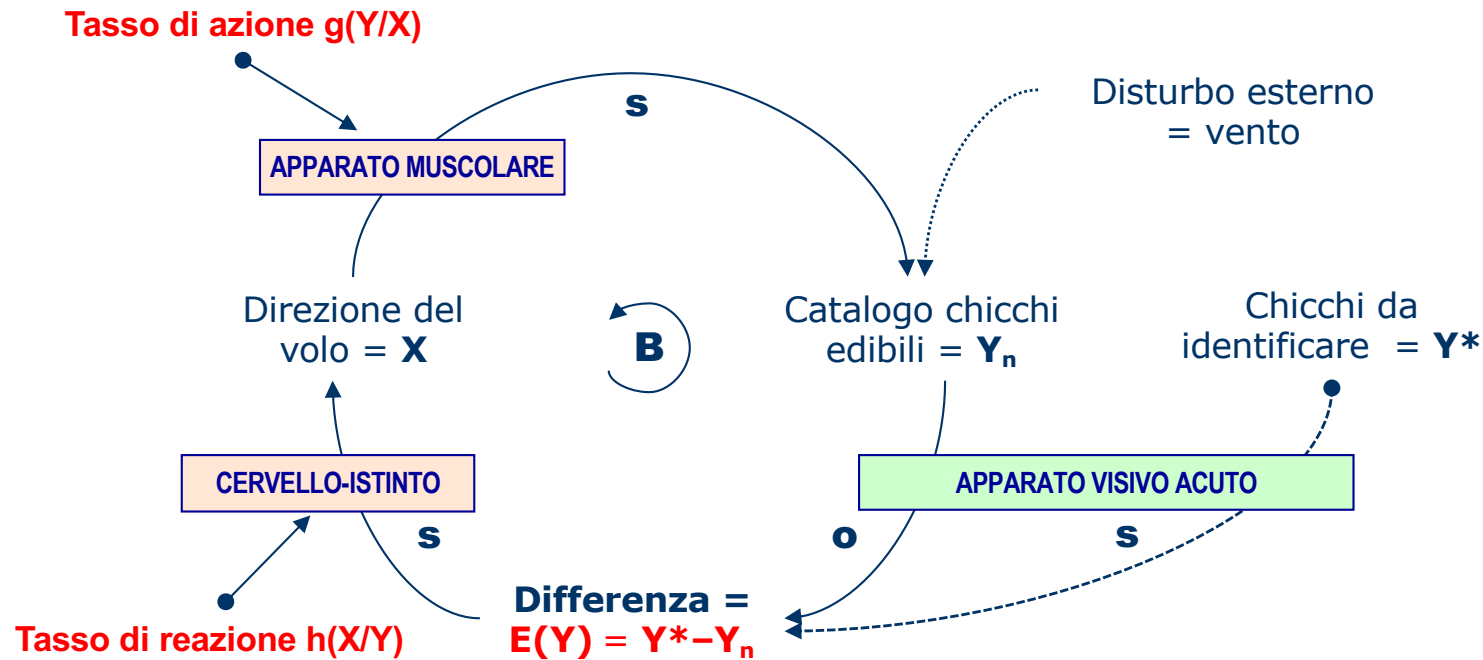 Tasso di azione g(Y/X)
s
Disturbo esterno
= vento
APPARATO MUSCOLARE
Direzione del
volo = X
B
Catalogo chicchi
edibili = Yn
Chicchi da
identificare = Y*
CERVELLO-ISTINTO
APPARATO VISIVO ACUTO
s
o
s
Differenza =
E(Y) = Y*–Yn
Tasso di reazione h(X/Y)